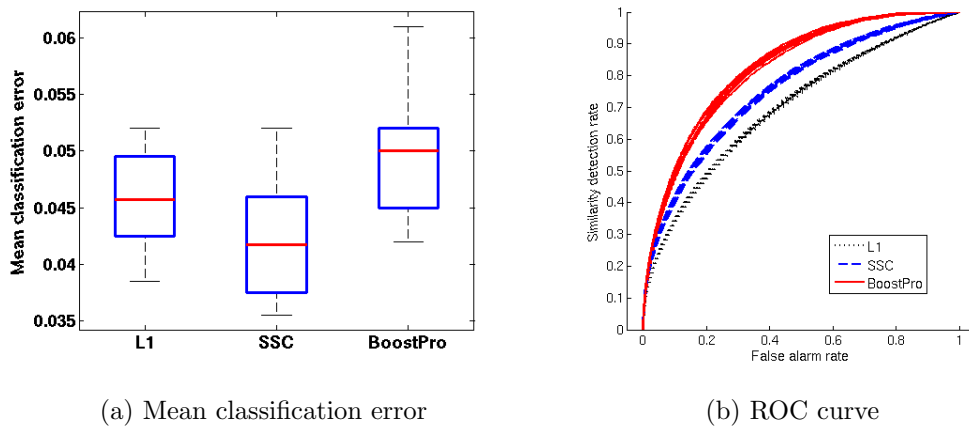 Mean classification error
0.06
0.055
0.05
0.045
0.04
0.035
L1 SSC BoostPro
(a) Mean classification error
Similarity detection rate
1
0.9
0.8
0.7
0.6
0.5
0.4
0.3
0.2
0.1
0
0 0.2 0.4 0.6 0.8 1
False alarm rate
L1
SSC
BoostPro
(b) ROC curve